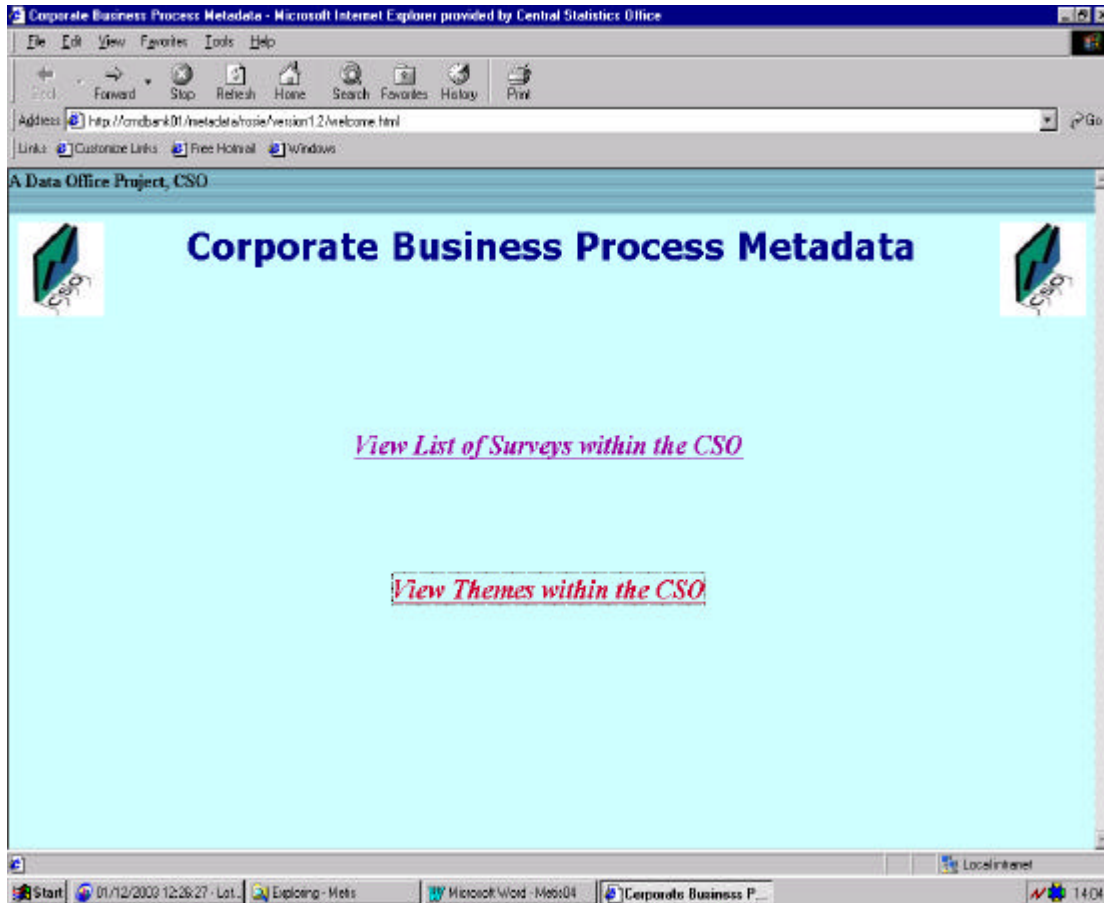 Corporate Business Process Metadata - Microsoft Internet Explorer provided by Central Statistics Office
File Edit View Favorites Tools Help
Back Forward Stop Refresh Home Search Favorites History Print
Address http://cmdbank01/metadata/rosie/version1.2/welcome.html Go
Links Customize Links Free Hotmail Windows
A Data Office Project, CSO
Corporate Business Process Metadata
CSO
CSO
View List of Surveys within the CSO
View Themes within the CSO
Local intranet
Start 01/12/2003 12:26:27 - Lot... Exploring - Metis Microsoft Word - Metis04 Corporate Business P... 14:04